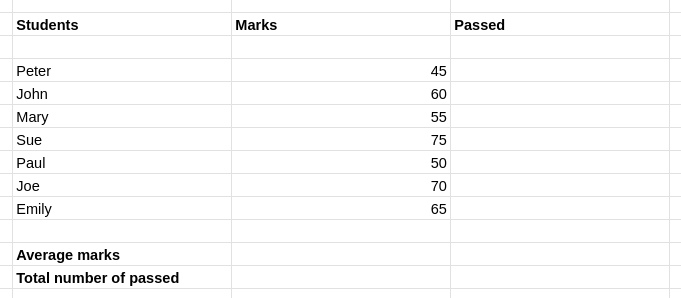 Students Marks Passed
Peter 45
John 60
Mary 55
Sue 75
Paul 50
Joe 70
Emily 65
Average marks
Total number of passed